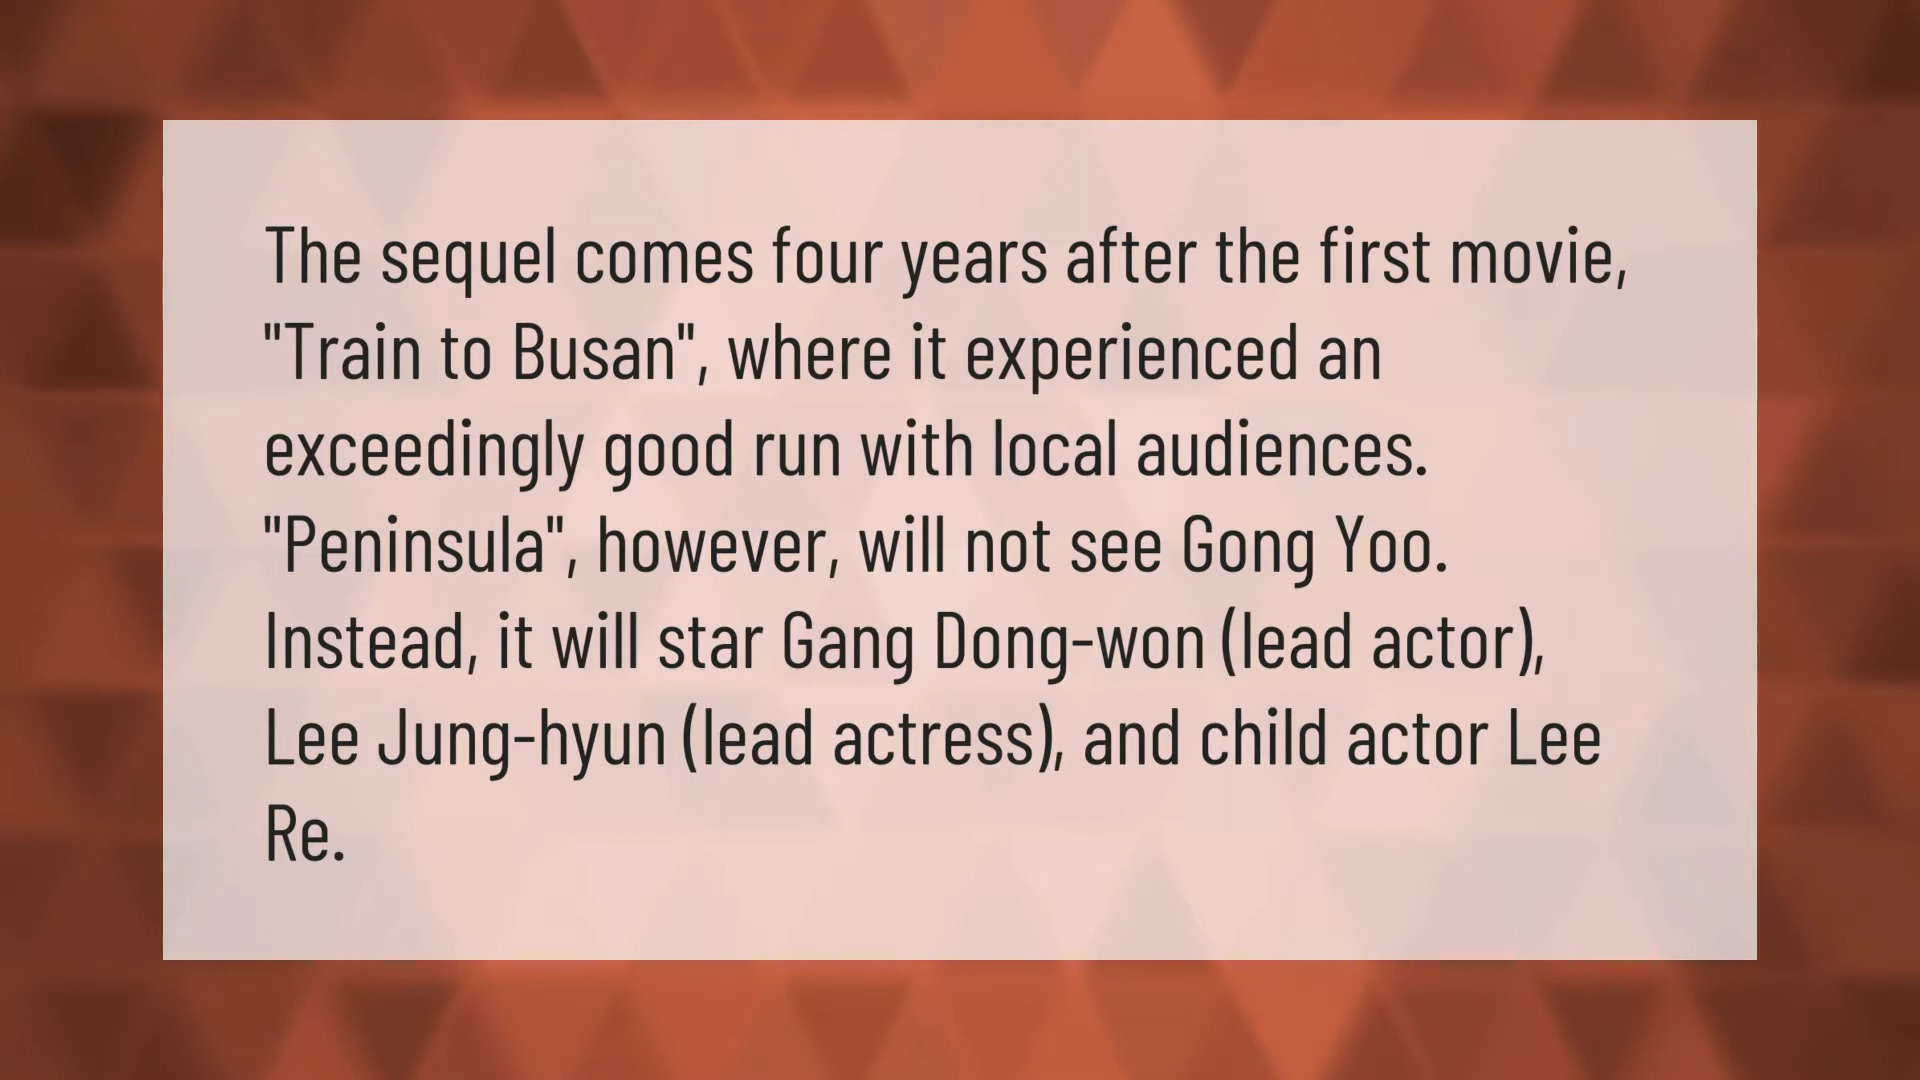 The sequel comes four years after the first movie,
"Train to Busan", where it experienced an
exceedingly good run with local audiences.
"Peninsula", however, will not see Gong Yoo.
Instead, it will star Gang Dong-won (lead actor),
Lee Jung-hyun (lead actress), and child actor Lee
Re.